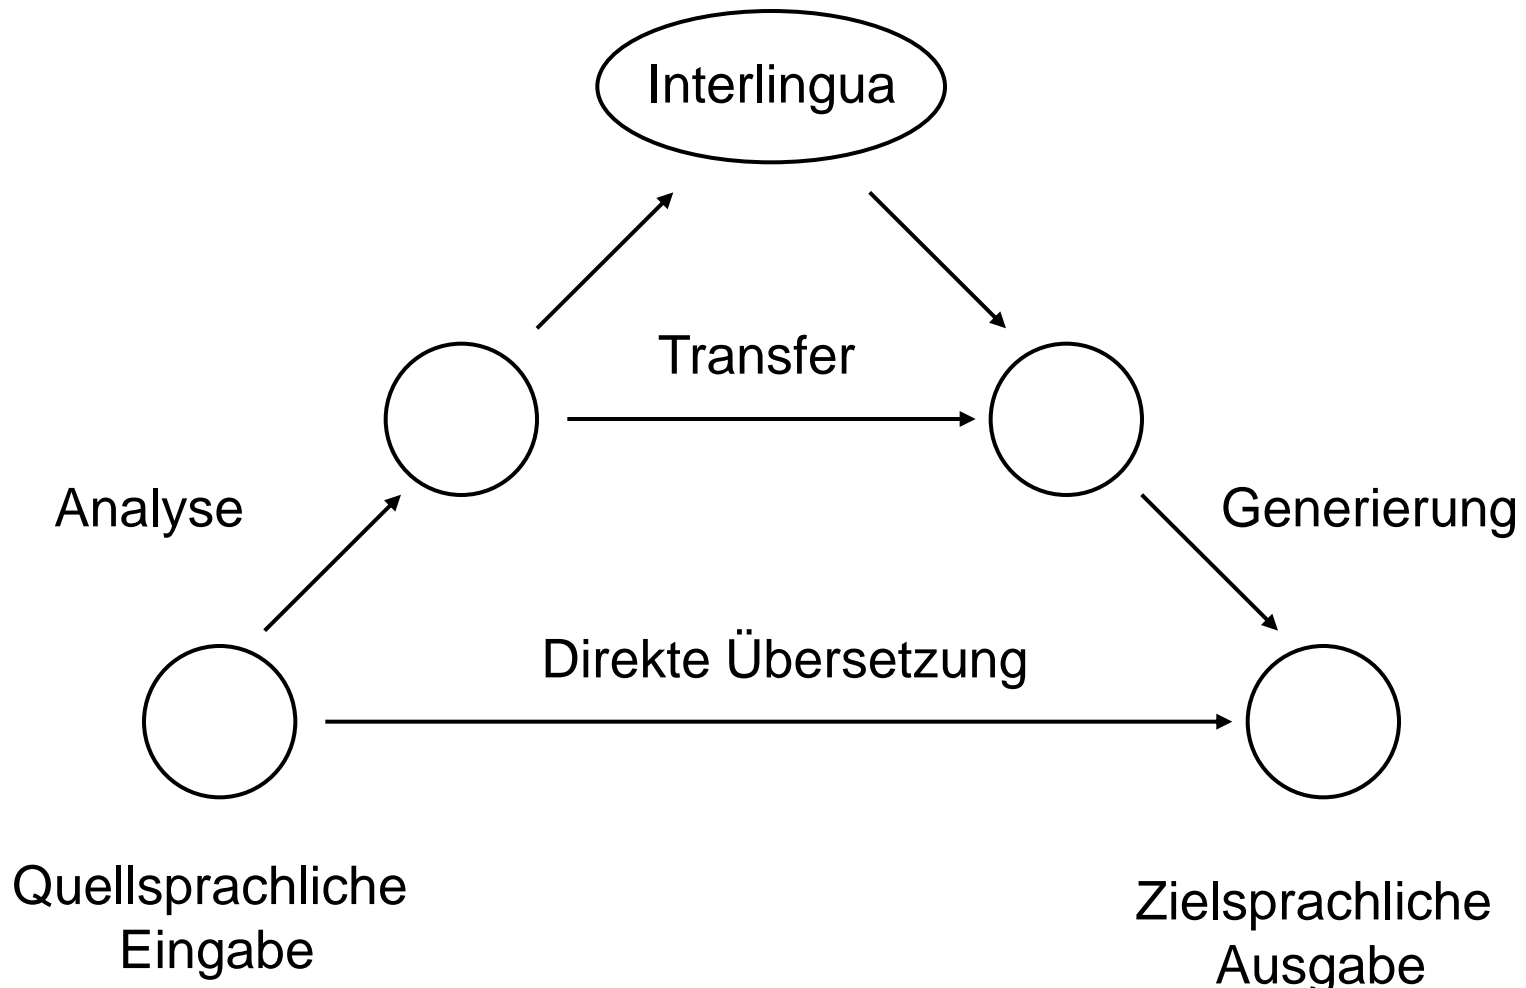 Interlingua
Transfer
Analyse
Generierung
Direkte Übersetzung
Quellsprachliche
Eingabe
Zielsprachliche
Ausgabe